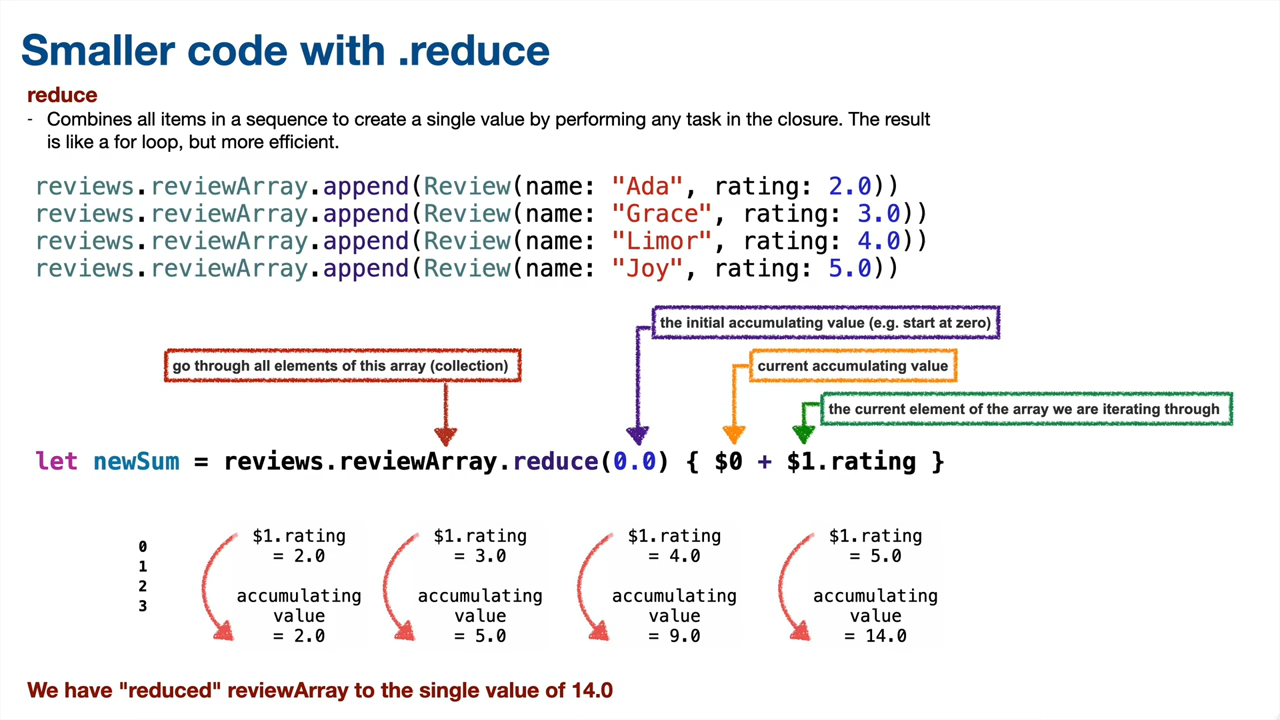 Smaller code with .reduce
reduce
- Combines all items in a sequence to create a single value by performing any task in the closure. The result
is like a for loop, but more efficient.
reviews.reviewArray.append(Review(name: "Ada", rating: 2.0))
reviews.reviewArray.append(Review(name: "Grace", rating: 3.0))
reviews.reviewArray.append(Review(name: "Limor", rating: 4.0))
reviews.reviewArray.append(Review(name: "Joy", rating: 5.0))
the initial accumulating value (e.g. start at zero)
go through all elements of this array (collection)
current accumulating value
the current element of the array we are iterating through
let newSum = reviews.reviewArray.reduce(0.0) { $0 + $1.rating }
0
1
2
3
$1.rating
= 2.0
accumulating
value
= 2.0
$1.rating
= 3.0
accumulating
value
= 5.0
$1.rating
= 4.0
accumulating
value
= 9.0
$1.rating
= 5.0
accumulating
value
= 14.0
We have "reduced" reviewArray to the single value of 14.0